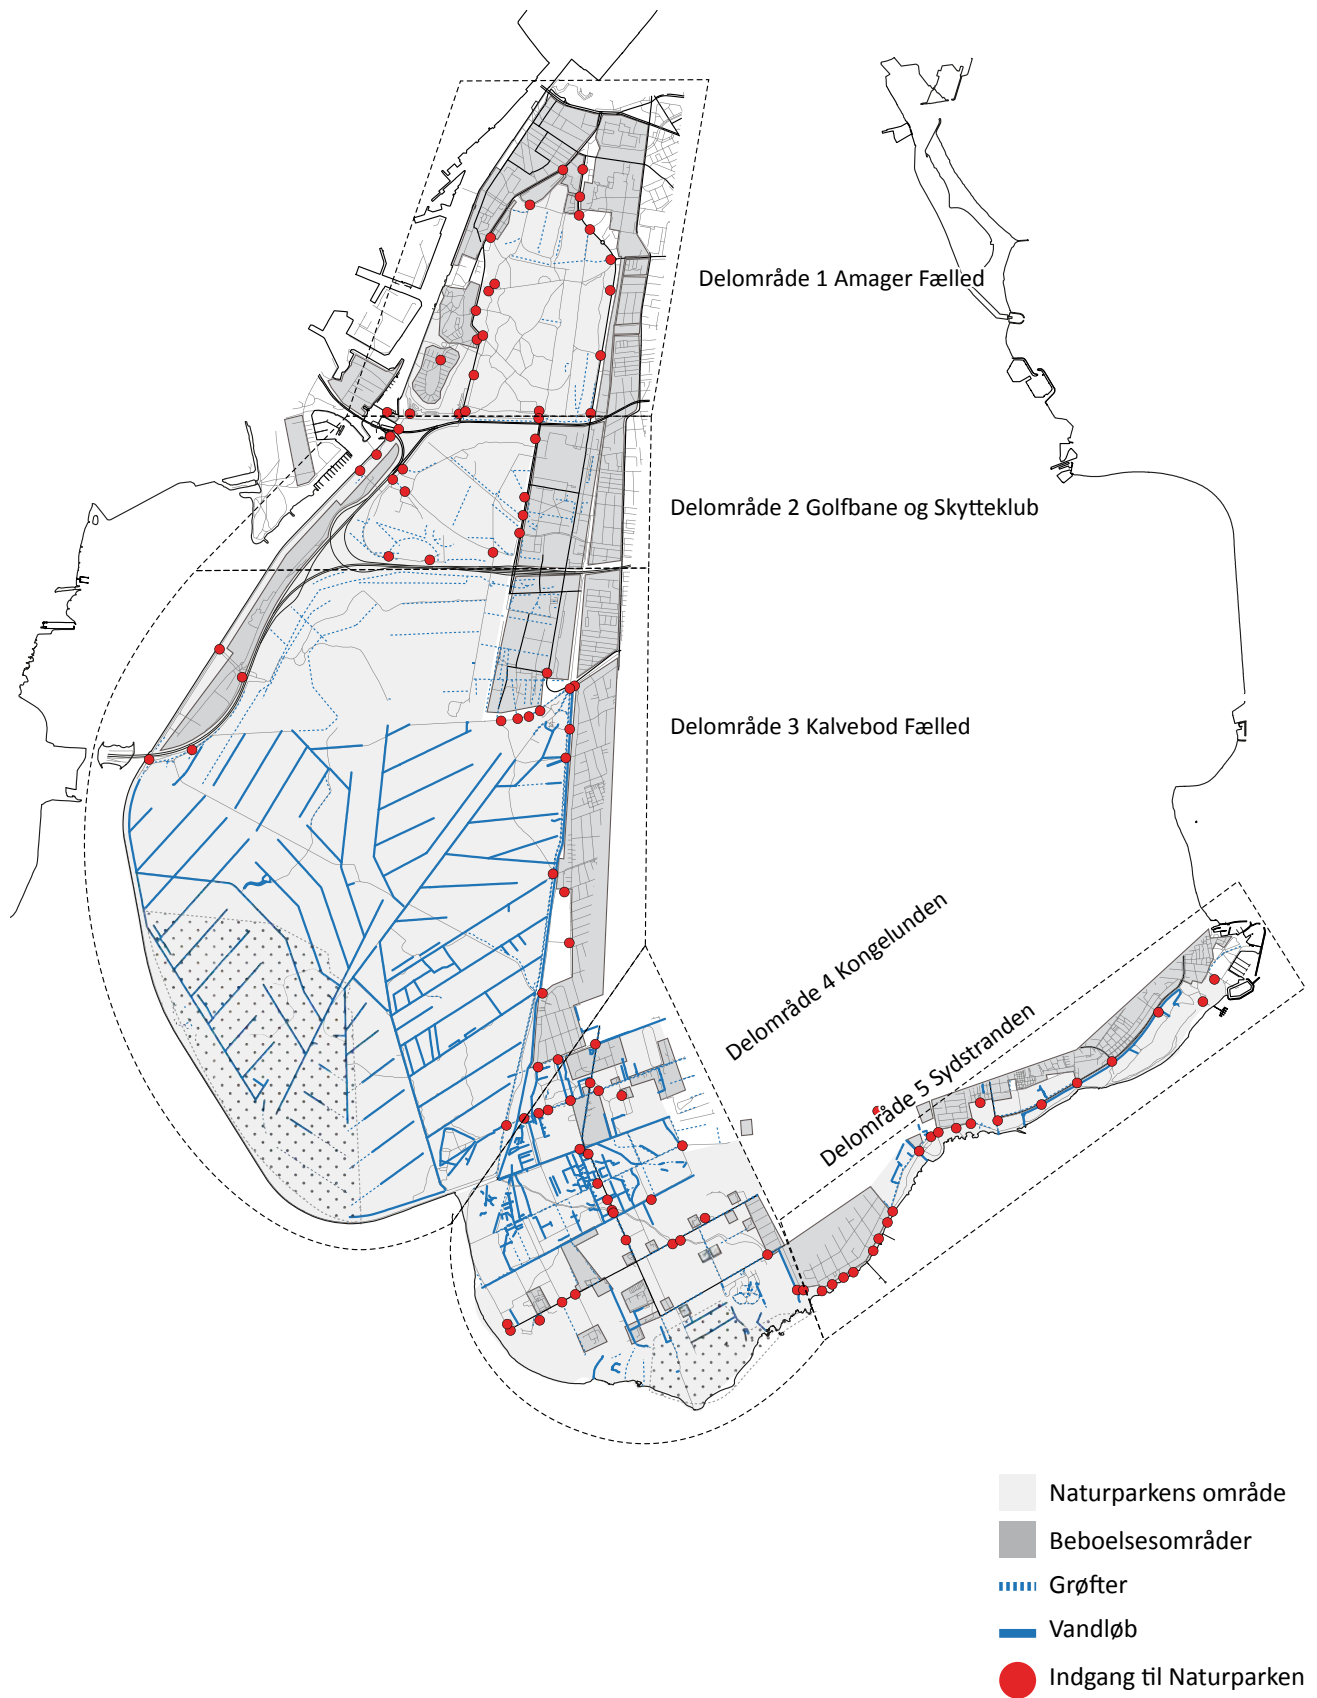 Delområde 1 Amager Fælled
Delområde 2 Golfbane og Skytteklub
Delområde 3 Kalvebod Fælled
Delområde 4 Kongelunden
Delområde 5 Sydstranden
Naturparkens område
Beboelsesområder
Grøfter
Vandløb
Indgang til Naturparken